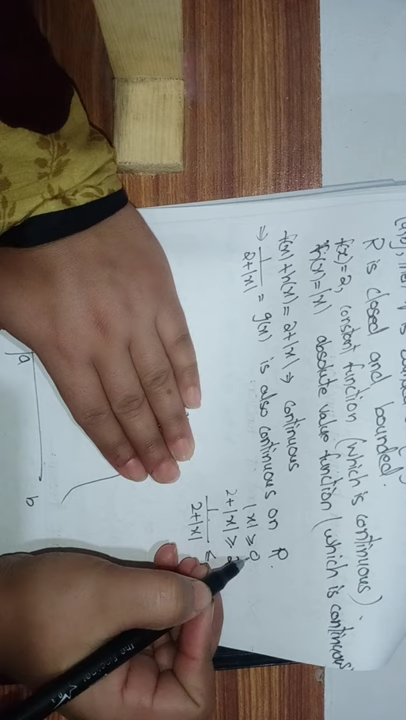 R is closed and bounded.
f(x) = 2, constant function (which is continuous)
h(x) = |x| absolute value function (which is continuous
f(x) + h(x) = 2+|x| ⇒ continuous
⇒ 1/(2+|x|) = g(x) is also continuous on R.
|x| ≥ 0
2+|x| ≥ 2
1/(2+|x|) ≤
a
b